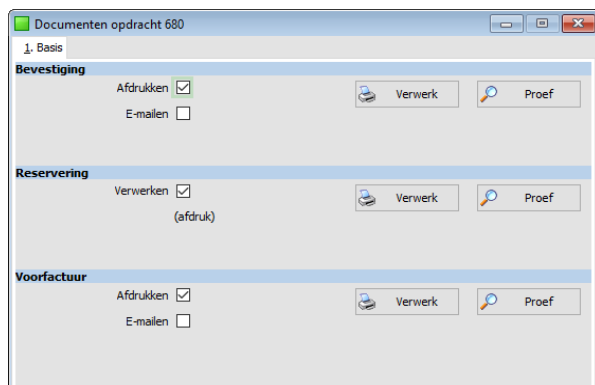 Documenten opdracht 680
1. Basis
Bevestiging
Afdrukken Verwerk Proef
E-mailen
Reservering
Verwerken Verwerk Proef
(afdruk)
Voorfactuur
Afdrukken Verwerk Proef
E-mailen